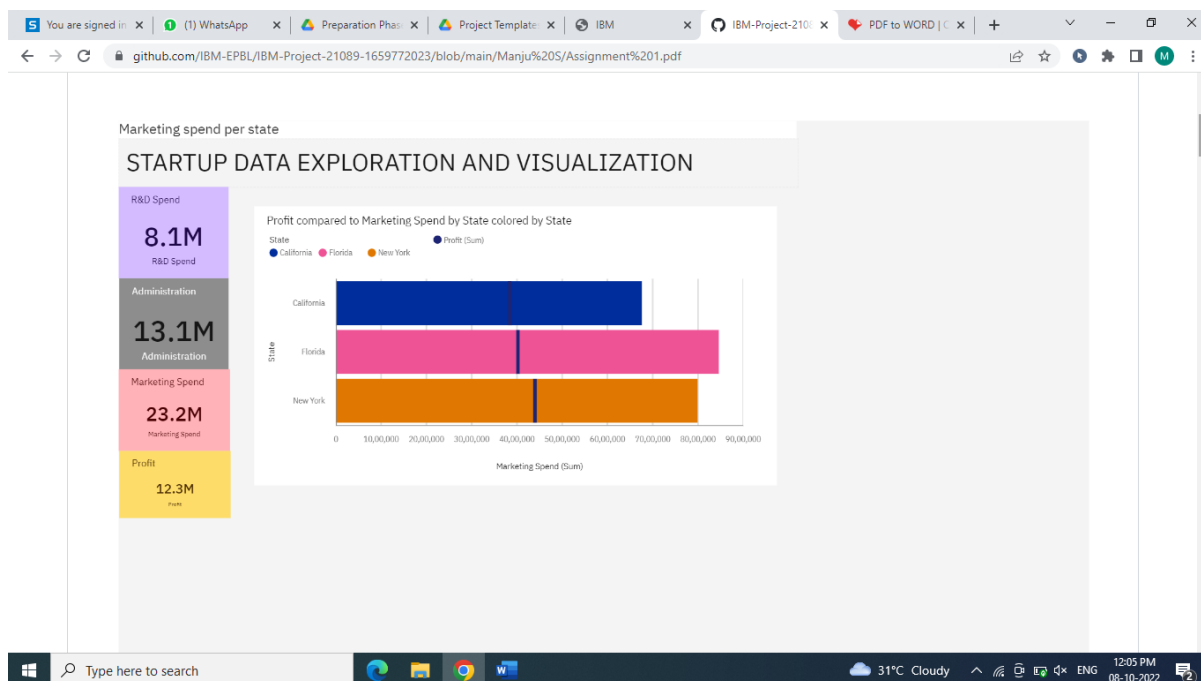 You are signed in
(1) WhatsApp
Preparation Phas
Project Template
IBM
IBM-Project-210
PDF to WORD | C
github.com/IBM-EPBL/IBM-Project-21089-1659772023/blob/main/Manju%20S/Assignment%201.pdf
M
Marketing spend per state
STARTUP DATA EXPLORATION AND VISUALIZATION
R&D Spend
8.1M
R&D Spend
Administration
13.1M
Administration
Marketing Spend
23.2M
Marketing Spend
Profit
12.3M
Profit
Profit compared to Marketing Spend by State colored by State
State
California Florida New York
Profit (Sum)
State
California
Florida
New York
0 10,00,000 20,00,000 30,00,000 40,00,000 50,00,000 60,00,000 70,00,000 80,00,000 90,00,000
Marketing Spend (Sum)
Type here to search
31°C Cloudy
ENG
12:05 PM
08-10-2022
2